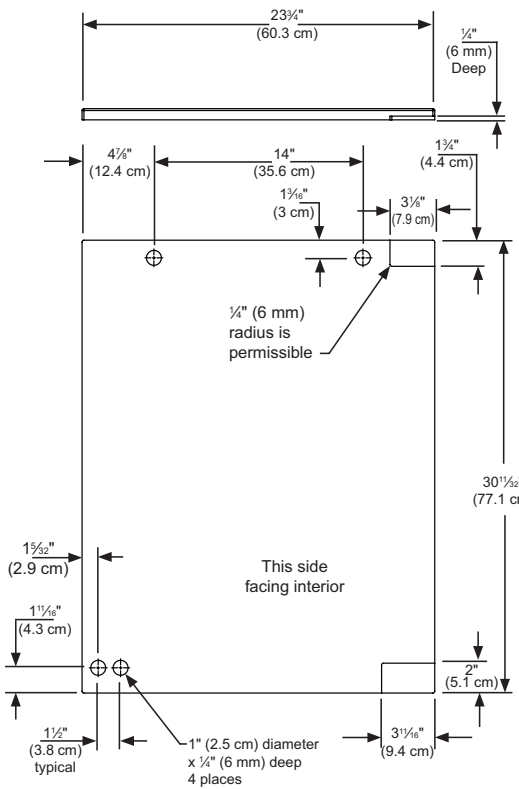 23¾"
(60.3 cm)
¼"
(6 mm)
Deep
4⅞"
(12.4 cm)
14"
(35.6 cm)
1¾"
(4.4 cm)
1³⁄₁₆"
(3 cm)
3⅛"
(7.9 cm)
¼" (6 mm)
radius is
permissible
30¹¹⁄₃₂"
(77.1 cm
1⁵⁄₃₂"
(2.9 cm)
This side
facing interior
1¹¹⁄₁₆"
(4.3 cm)
2"
(5.1 cm)
1½"
(3.8 cm)
typical
3¹¹⁄₁₆"
(9.4 cm)
1" (2.5 cm) diameter
x ¼" (6 mm) deep
4 places